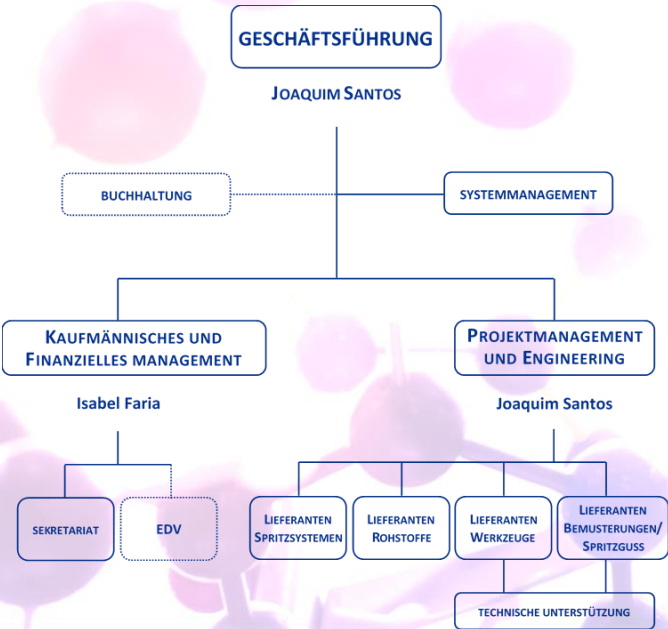 GESCHÄFTSFÜHRUNG
JOAQUIM SANTOS
BUCHHALTUNG
SYSTEMMANAGEMENT
KAUFMÄNNISCHES UND
FINANZIELLES MANAGEMENT
PROJEKTMANAGEMENT
UND ENGINEERING
Isabel Faria
Joaquim Santos
SEKRETARIAT
EDV
LIEFERANTEN
SPRITZSYSTEMEN
LIEFERANTEN
ROHSTOFFE
LIEFERANTEN
WERKZEUGE
LIEFERANTEN
BEMUSTERUNGEN/
SPRITZGUSS
TECHNISCHE UNTERSTÜTZUNG